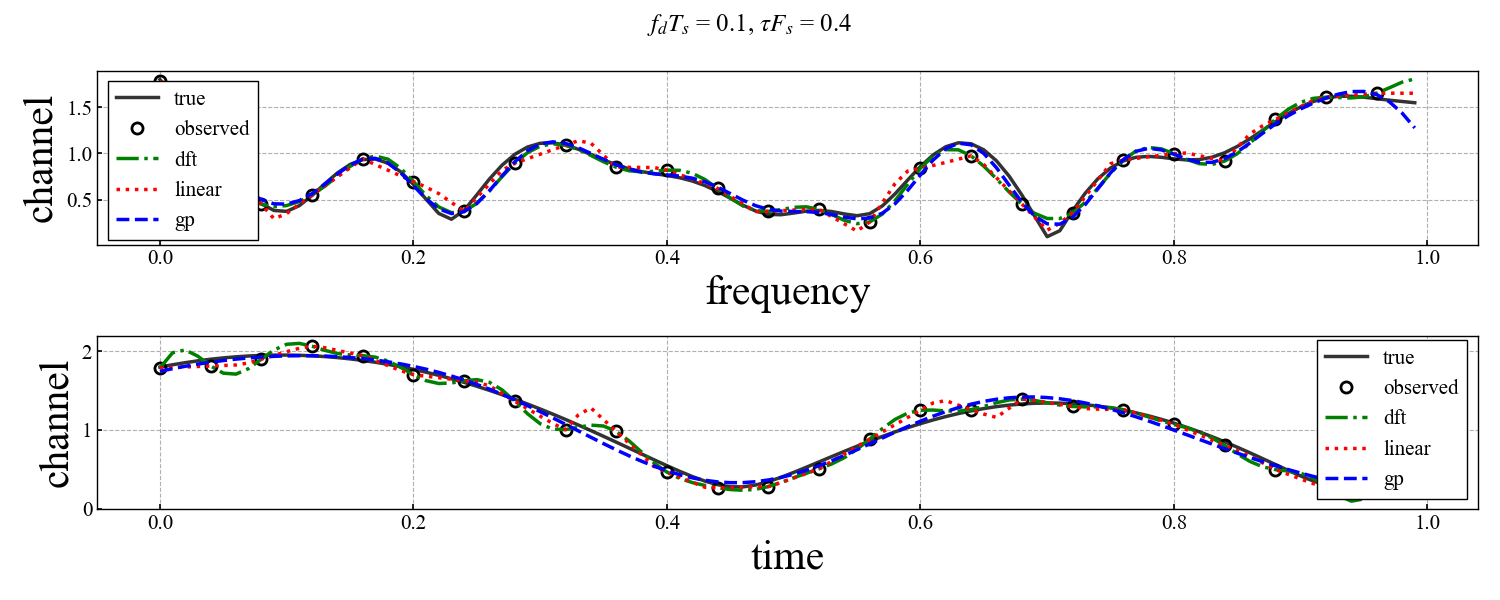 f_dT_s = 0.1, τF_s = 0.4
channel
1.5
1.0
0.5
true
observed
dft
linear
gp
0.0 0.2 0.4 0.6 0.8 1.0
frequency
channel
2
1
0
true
observed
dft
linear
gp
0.0 0.2 0.4 0.6 0.8 1.0
time